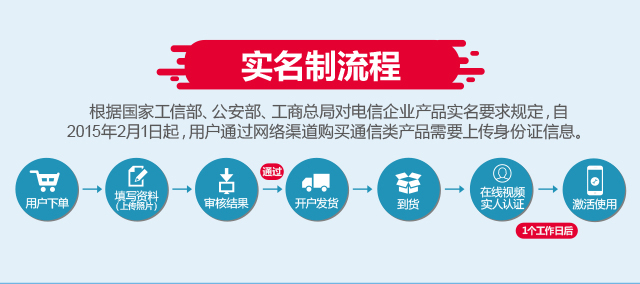 实名制流程
根据国家工信部、公安部、工商总局对电信企业产品实名要求规定，自
2015年2月1日起，用户通过网络渠道购买通信类产品需要上传身份证信息。
用户下单
填写资料
(上传照片)
审核结果
通过
开户发货
到货
在线视频
实人认证
1个工作日后
激活使用